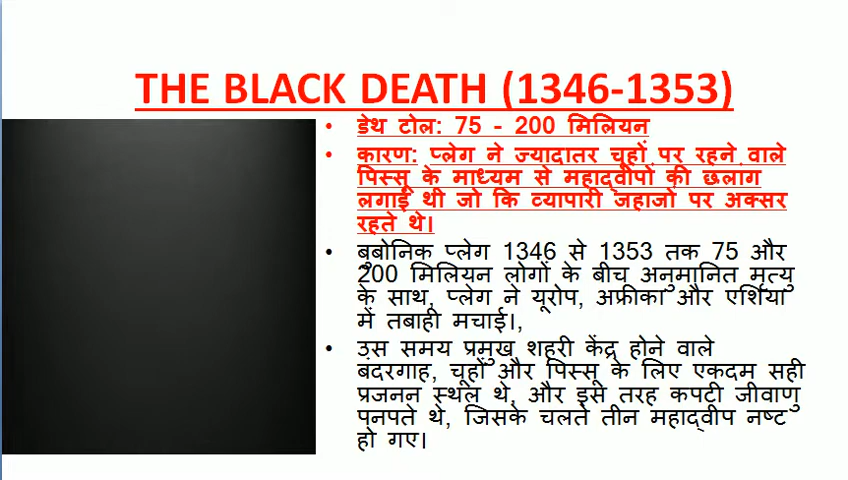 THE BLACK DEATH (1346-1353)
• डेथ टोल: 75 - 200 मिलियन
• कारण: प्लेग ने ज्यादातर चूहों पर रहने वाले
पिस्सू के माध्यम से महाद्वीपो की छलाग
लगाई थी जो कि व्यापारी जहाजो पर अक्सर
रहते थे।
• बुबोनिक प्लेग 1346 से 1353 तक 75 और
200 मिलियन लोगों के बीच अनुमानित मृत्यु
के साथ, प्लेग ने यूरोप, अफ्रीका और एशिया
में तबाही मचाई।,
• उस समय प्रमुख शहरी केंद्र होने वाले
बंदरगाह, चूहों और पिस्सू के लिए एकदम सही
प्रजनन स्थल थे, और इस तरह कपटी जीवाणु
पनपते थे, जिसके चलते तीन महाद्वीप नष्ट
हो गए।